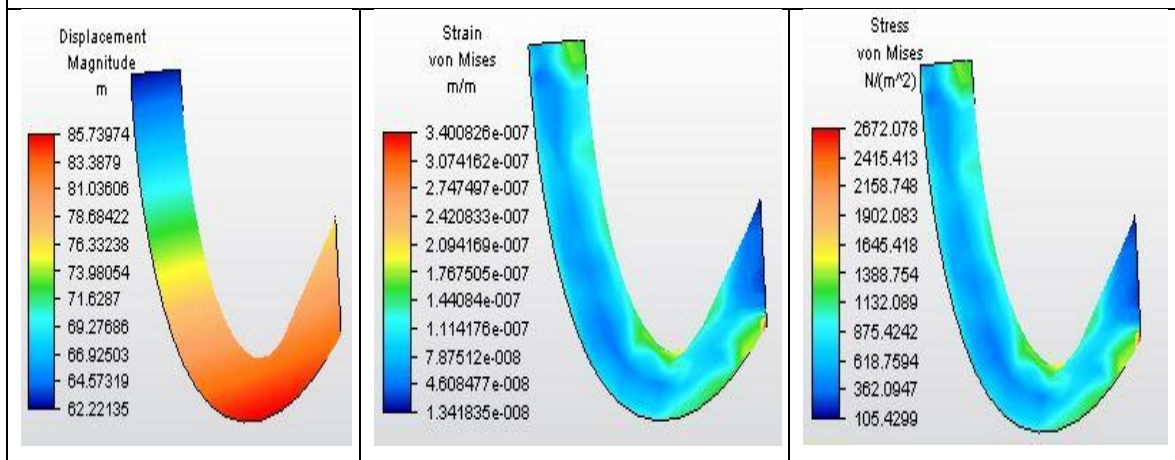 Displacement
Magnitude
m
85.73974
83.3879
81.03606
78.68422
76.33238
73.98054
71.6287
69.27686
66.92503
64.57319
62.22135
Strain
von Mises
m/m
3.400826e-007
3.074162e-007
2.747497e-007
2.420833e-007
2.094169e-007
1.767505e-007
1.44084e-007
1.114176e-007
7.87512e-008
4.608477e-008
1.341835e-008
Stress
von Mises
N/(m^2)
2672.078
2415.413
2158.748
1902.083
1645.418
1388.754
1132.089
875.4242
618.7594
362.0947
105.4299